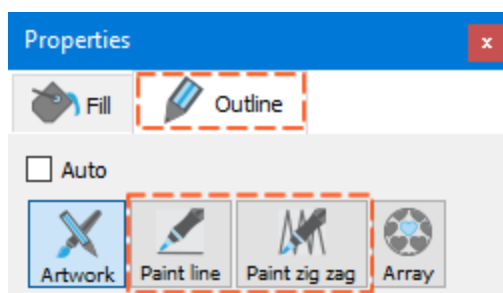 Properties x
Fill Outline
Auto
Artwork Paint line Paint zig zag Array